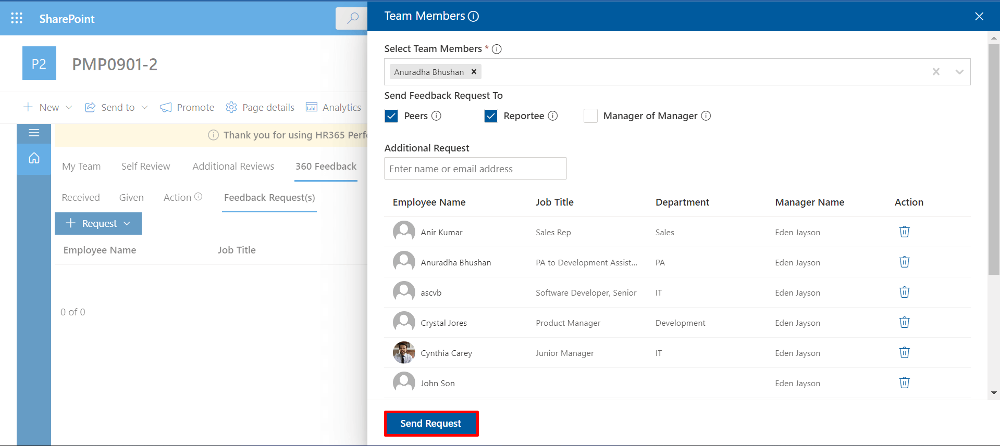 SharePoint
P2
PMP0901-2
New
Send to
Promote
Page details
Analytics
Thank you for using HR365 Perfo
My Team
Self Review
Additional Reviews
360 Feedback
Received
Given
Action
Feedback Request(s)
Request
Employee Name
Job Title
0 of 0
Team Members
Select Team Members *
Anuradha Bhushan
Send Feedback Request To
Peers
Reportee
Manager of Manager
Additional Request
Enter name or email address
Employee Name Job Title Department Manager Name Action
Anir Kumar Sales Rep Sales Eden Jayson
Anuradha Bhushan PA to Development Assist... PA Eden Jayson
ascvb Software Developer, Senior IT Eden Jayson
Crystal Jores Product Manager Development Eden Jayson
Cynthia Carey Junior Manager IT Eden Jayson
John Son Eden Jayson
Send Request